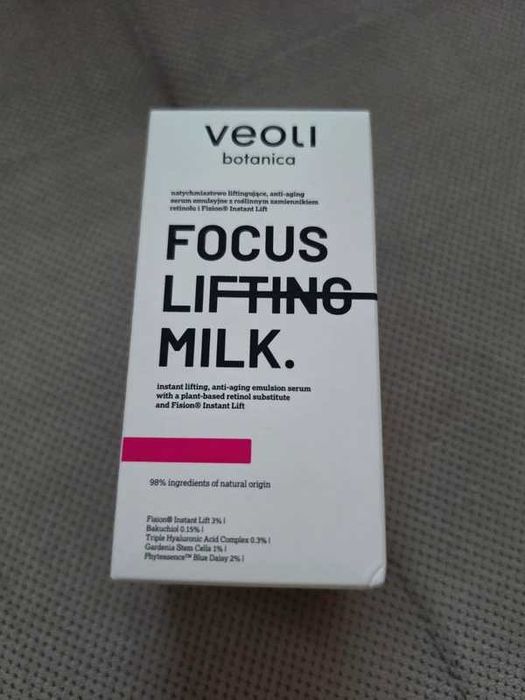 veoli
botanica
natychmiastowo liftingujące, anti-aging
serum emulsyjne z roślinnym zamiennikiem
retinolu i Fision® Instant Lift
FOCUS
LIFTING
MILK.
instant lifting, anti-aging emulsion serum
with a plant-based retinol substitute
and Fision® Instant Lift
98% ingredients of natural origin
Fision® Instant Lift 3% |
Bakuchiol 0.15% |
Triple Hyaluronic Acid Complex 0.3% |
Gardenia Stem Cells 1% |
Phytessence™ Blue Daisy 2% |